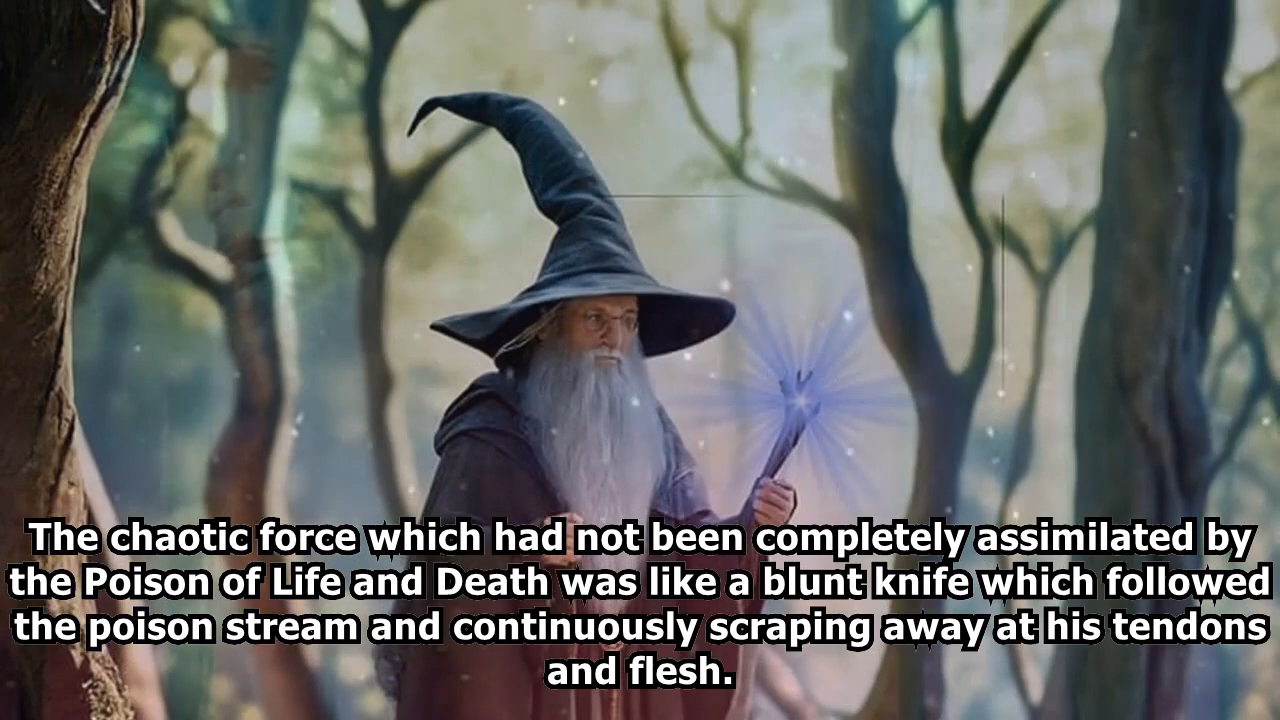 The chaotic force which had not been completely assimilated by
the Poison of Life and Death was like a blunt knife which followed
the poison stream and continuously scraping away at his tendons
and flesh.